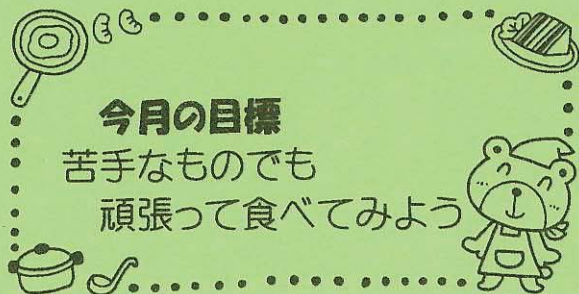 今月の目標
苦手なものでも
頑張って食べてみよう